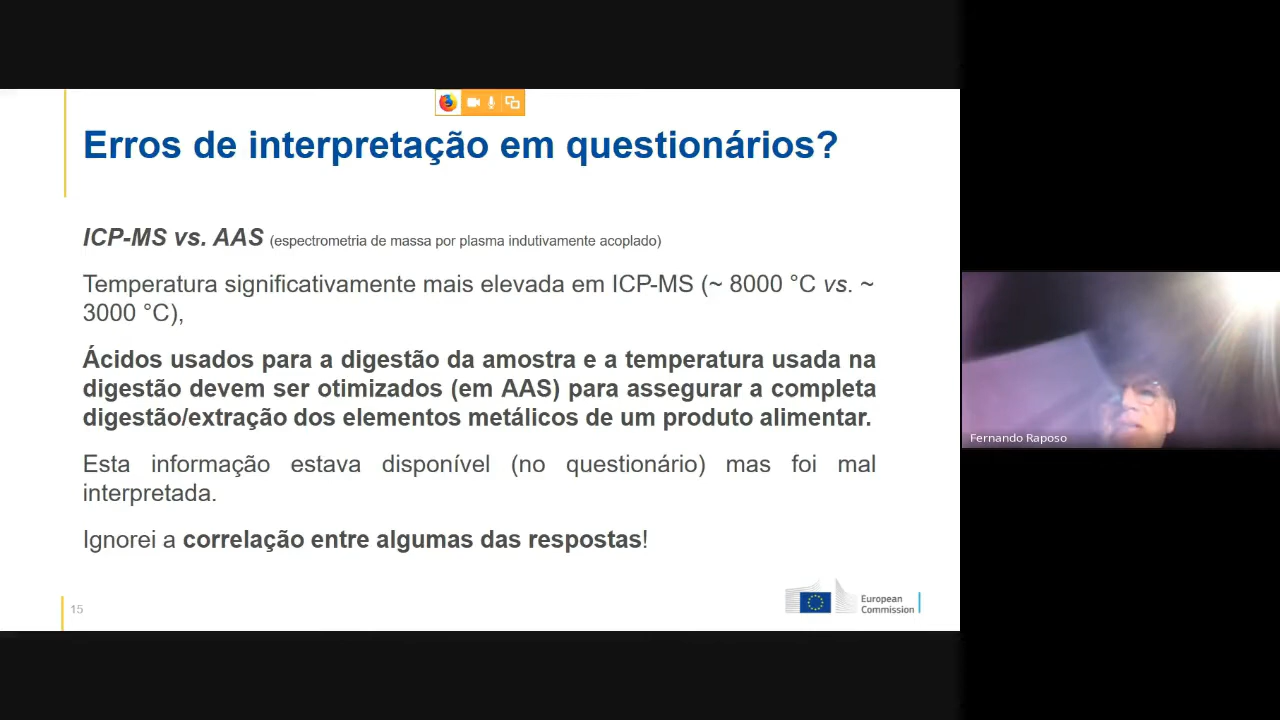 Erros de interpretação em questionários?
ICP-MS vs. AAS (espectrometria de massa por plasma indutivamente acoplado)
Temperatura significativamente mais elevada em ICP-MS (~ 8000 °C vs. ~
3000 °C),
Ácidos usados para a digestão da amostra e a temperatura usada na
digestão devem ser otimizados (em AAS) para assegurar a completa
digestão/extração dos elementos metálicos de um produto alimentar.
Esta informação estava disponível (no questionário) mas foi mal
interpretada.
Ignorei a correlação entre algumas das respostas!
15
European
Commission
Fernando Raposo